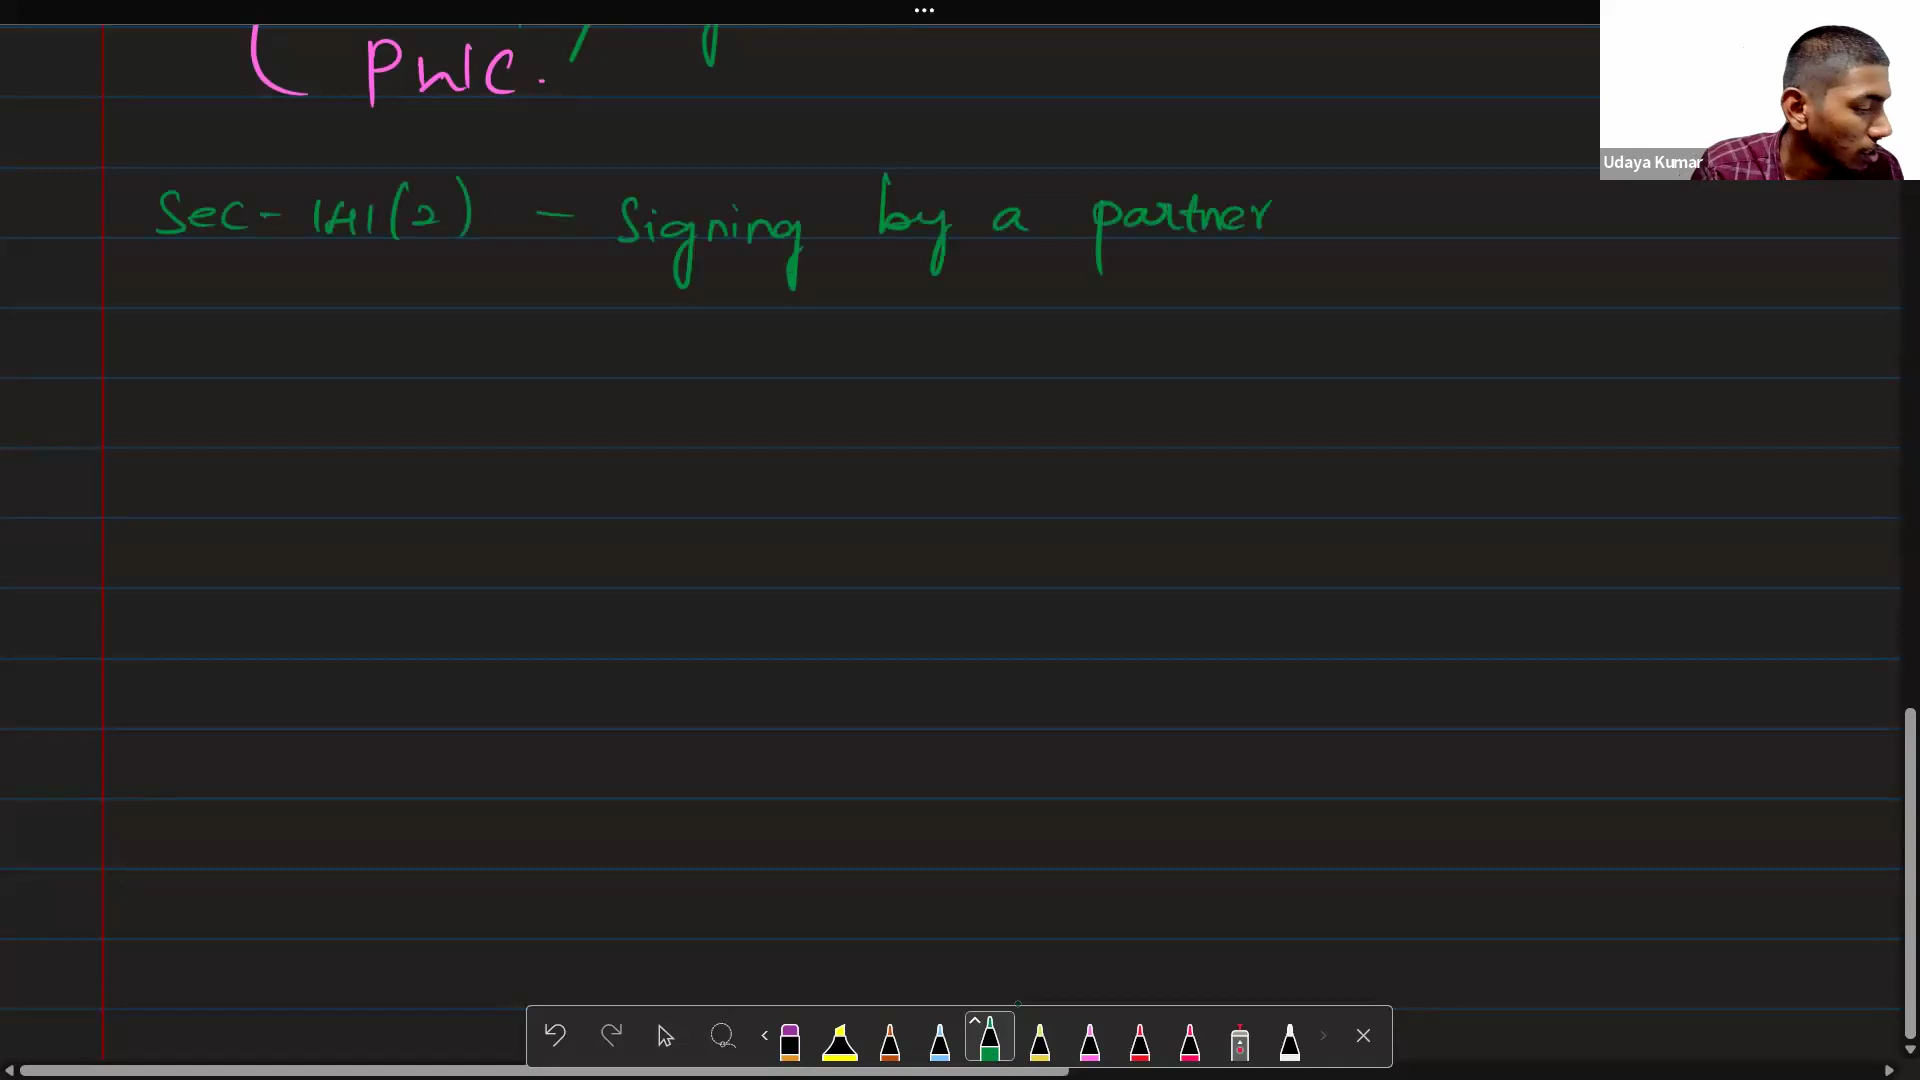 PWC.
Udaya Kumar
Sec- 141(2) - Signing by a partner